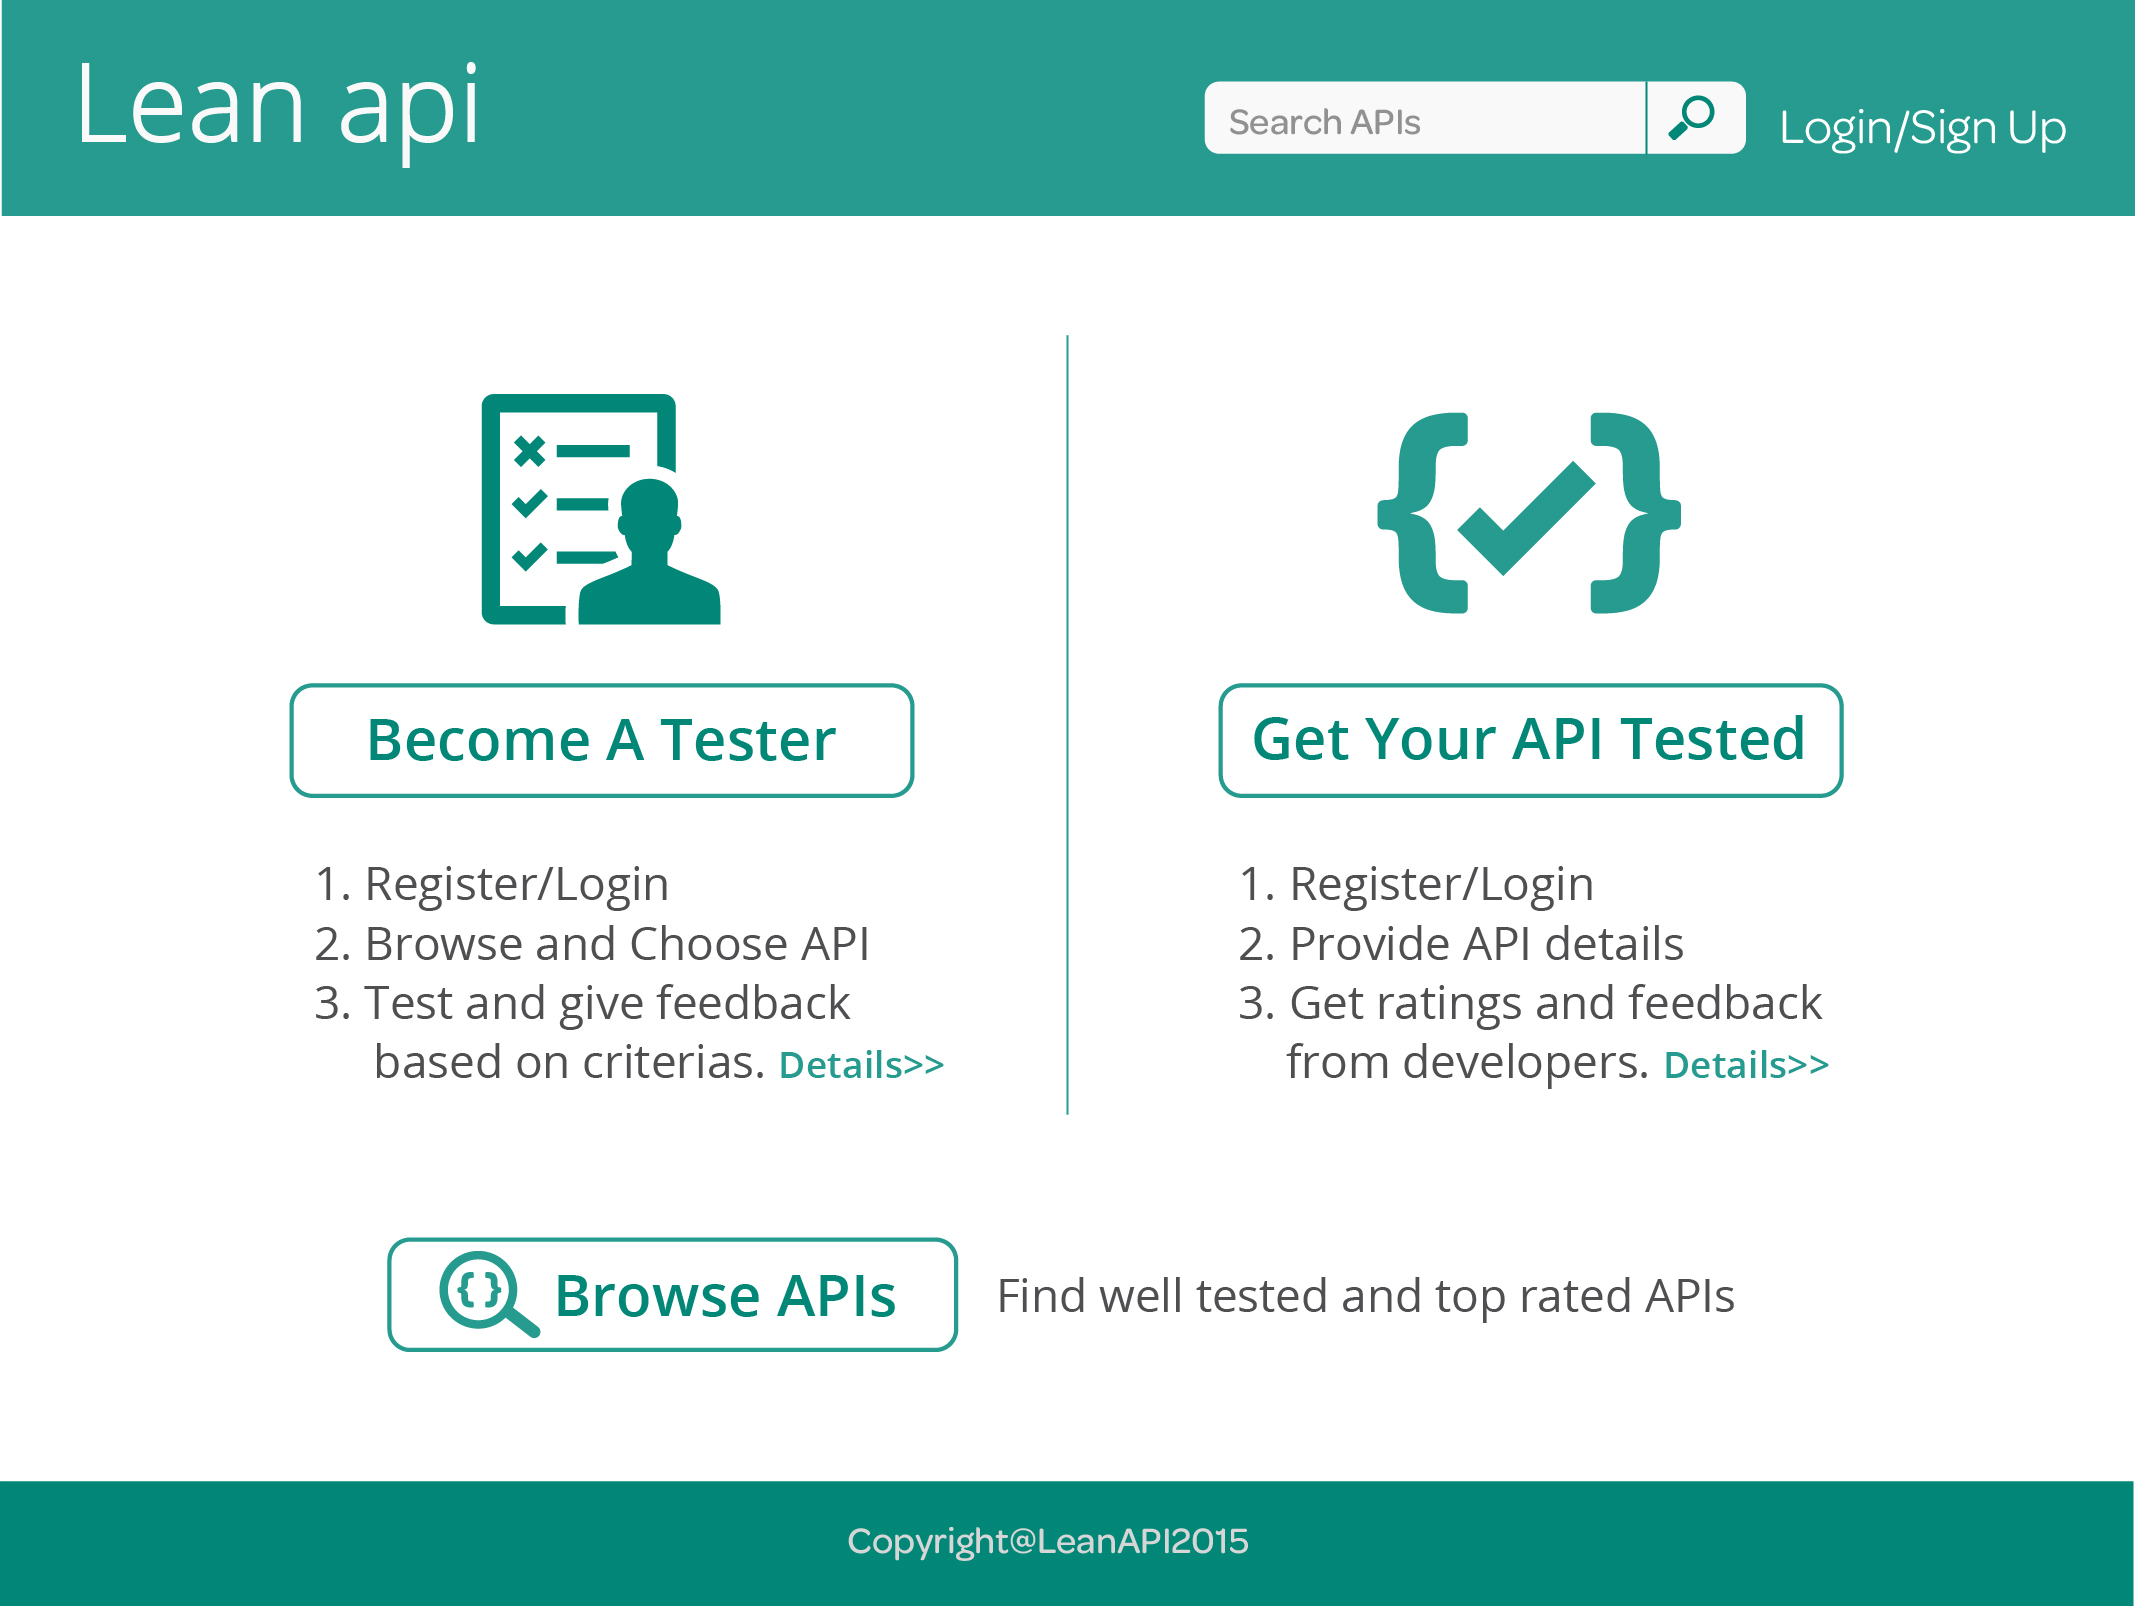 Lean api
Search APIs
Login/Sign Up
Become A Tester
1. Register/Login
2. Browse and Choose API
3. Test and give feedback
based on criterias. Details>>
Get Your API Tested
1. Register/Login
2. Provide API details
3. Get ratings and feedback
from developers. Details>>
{ } Browse APIs
Find well tested and top rated APIs
Copyright@LeanAPI2015